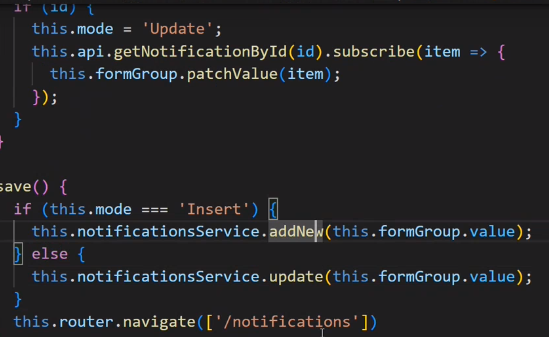 if (id) {
this.mode = 'Update';
this.api.getNotificationById(id).subscribe(item => {
this.formGroup.patchValue(item);
});
}
}
save() {
if (this.mode === 'Insert') {
this.notificationsService.addNew(this.formGroup.value);
} else {
this.notificationsService.update(this.formGroup.value);
}
this.router.navigate(['/notifications'])